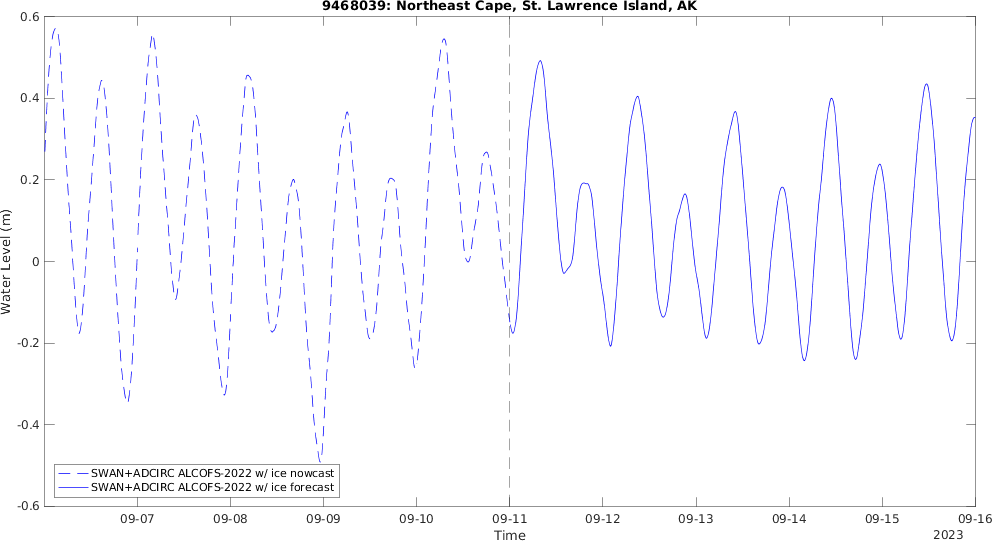 9468039: Northeast Cape, St. Lawrence Island, AK
0.6
0.4
0.2
0
-0.2
-0.4
-0.6
Water Level (m)
SWAN+ADCIRC ALCOFS-2022 w/ ice nowcast
SWAN+ADCIRC ALCOFS-2022 w/ ice forecast
09-07 09-08 09-09 09-10 09-11 09-12 09-13 09-14 09-15 09-16
Time
2023